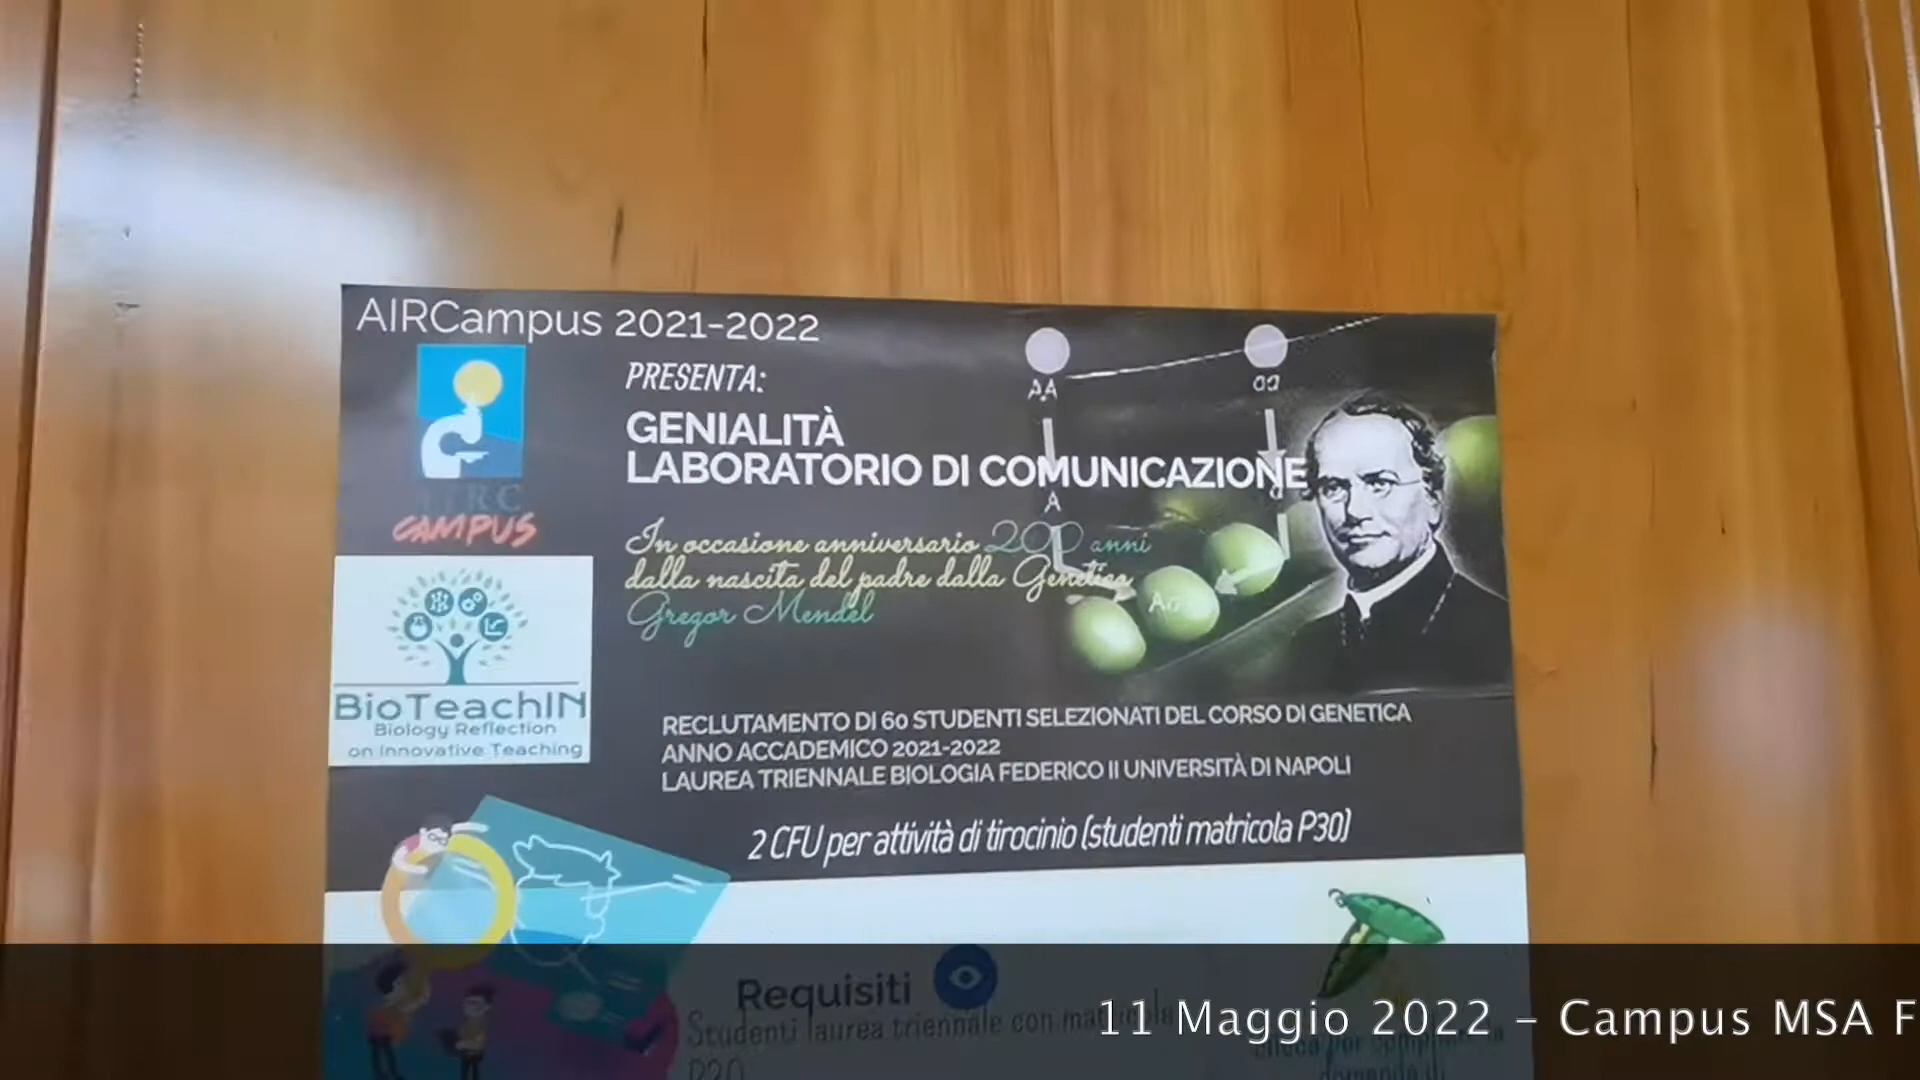 AIRCampus 2021-2022
PRESENTA:
GENIALITÀ
LABORATORIO DI COMUNICAZIONE
AA
aa
A
a
Aa
AIRC
CAMPUS
In occasione anniversario 200 anni
dalla nascita del padre dalla Genetica
Gregor Mendel
BioTeachIN
Biology Reflection
on Innovative Teaching
RECLUTAMENTO DI 60 STUDENTI SELEZIONATI DEL CORSO DI GENETICA
ANNO ACCADEMICO 2021-2022
LAUREA TRIENNALE BIOLOGIA FEDERICO II UNIVERSITÀ DI NAPOLI
2 CFU per attività di tirocinio (studenti matricola P30)
Requisiti
Studenti laurea triennale con matricola
11 Maggio 2022 – Campus MSA F